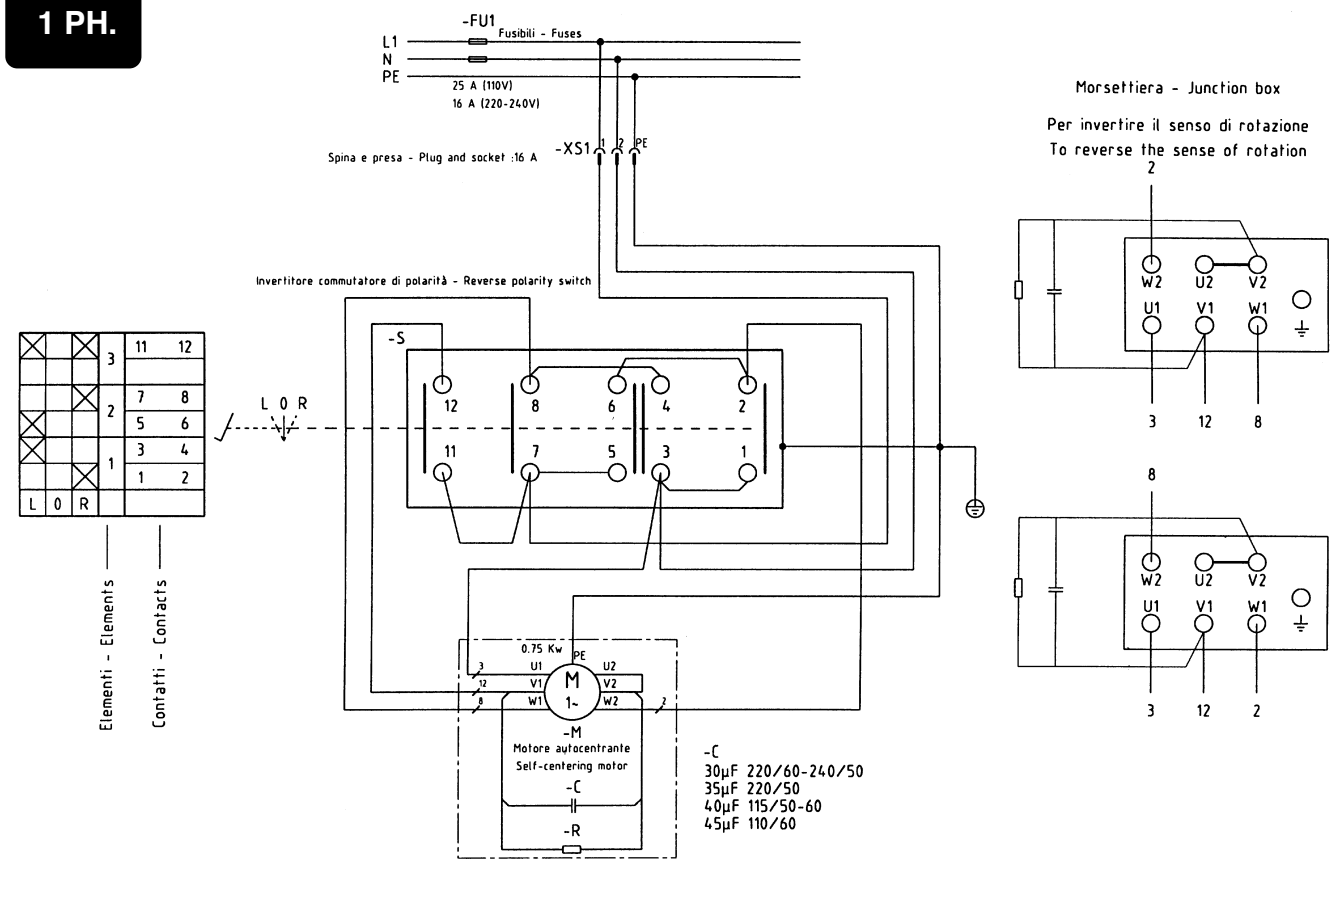 1 PH.
-FU1
Fusibili - Fuses
L1
N
PE
25 A (110V)
16 A (220-240V)
-XS1
1
2
PE
Spina e presa - Plug and socket :16 A
Invertitore commutatore di polarità - Reverse polarity switch
-S
12
8
6
4
2
11
7
5
3
1
L O R
3
11 12
2
7 8
5 6
1
3 4
1 2
L O R
Elementi - Elements
Contatti - Contacts
0.75 Kw
PE
3
U1
U2
12
V1
V2
8
W1
W2
2
M
1~
-M
Motore autocentrante
Self-centering motor
-C
-R
-C
30µF 220/60-240/50
35µF 220/50
40µF 115/50-60
45µF 110/60
Morsettiera - Junction box
Per invertire il senso di rotazione
To reverse the sense of rotation
2
W2 U2 V2
U1 V1 W1
3 12 8
8
W2 U2 V2
U1 V1 W1
3 12 2